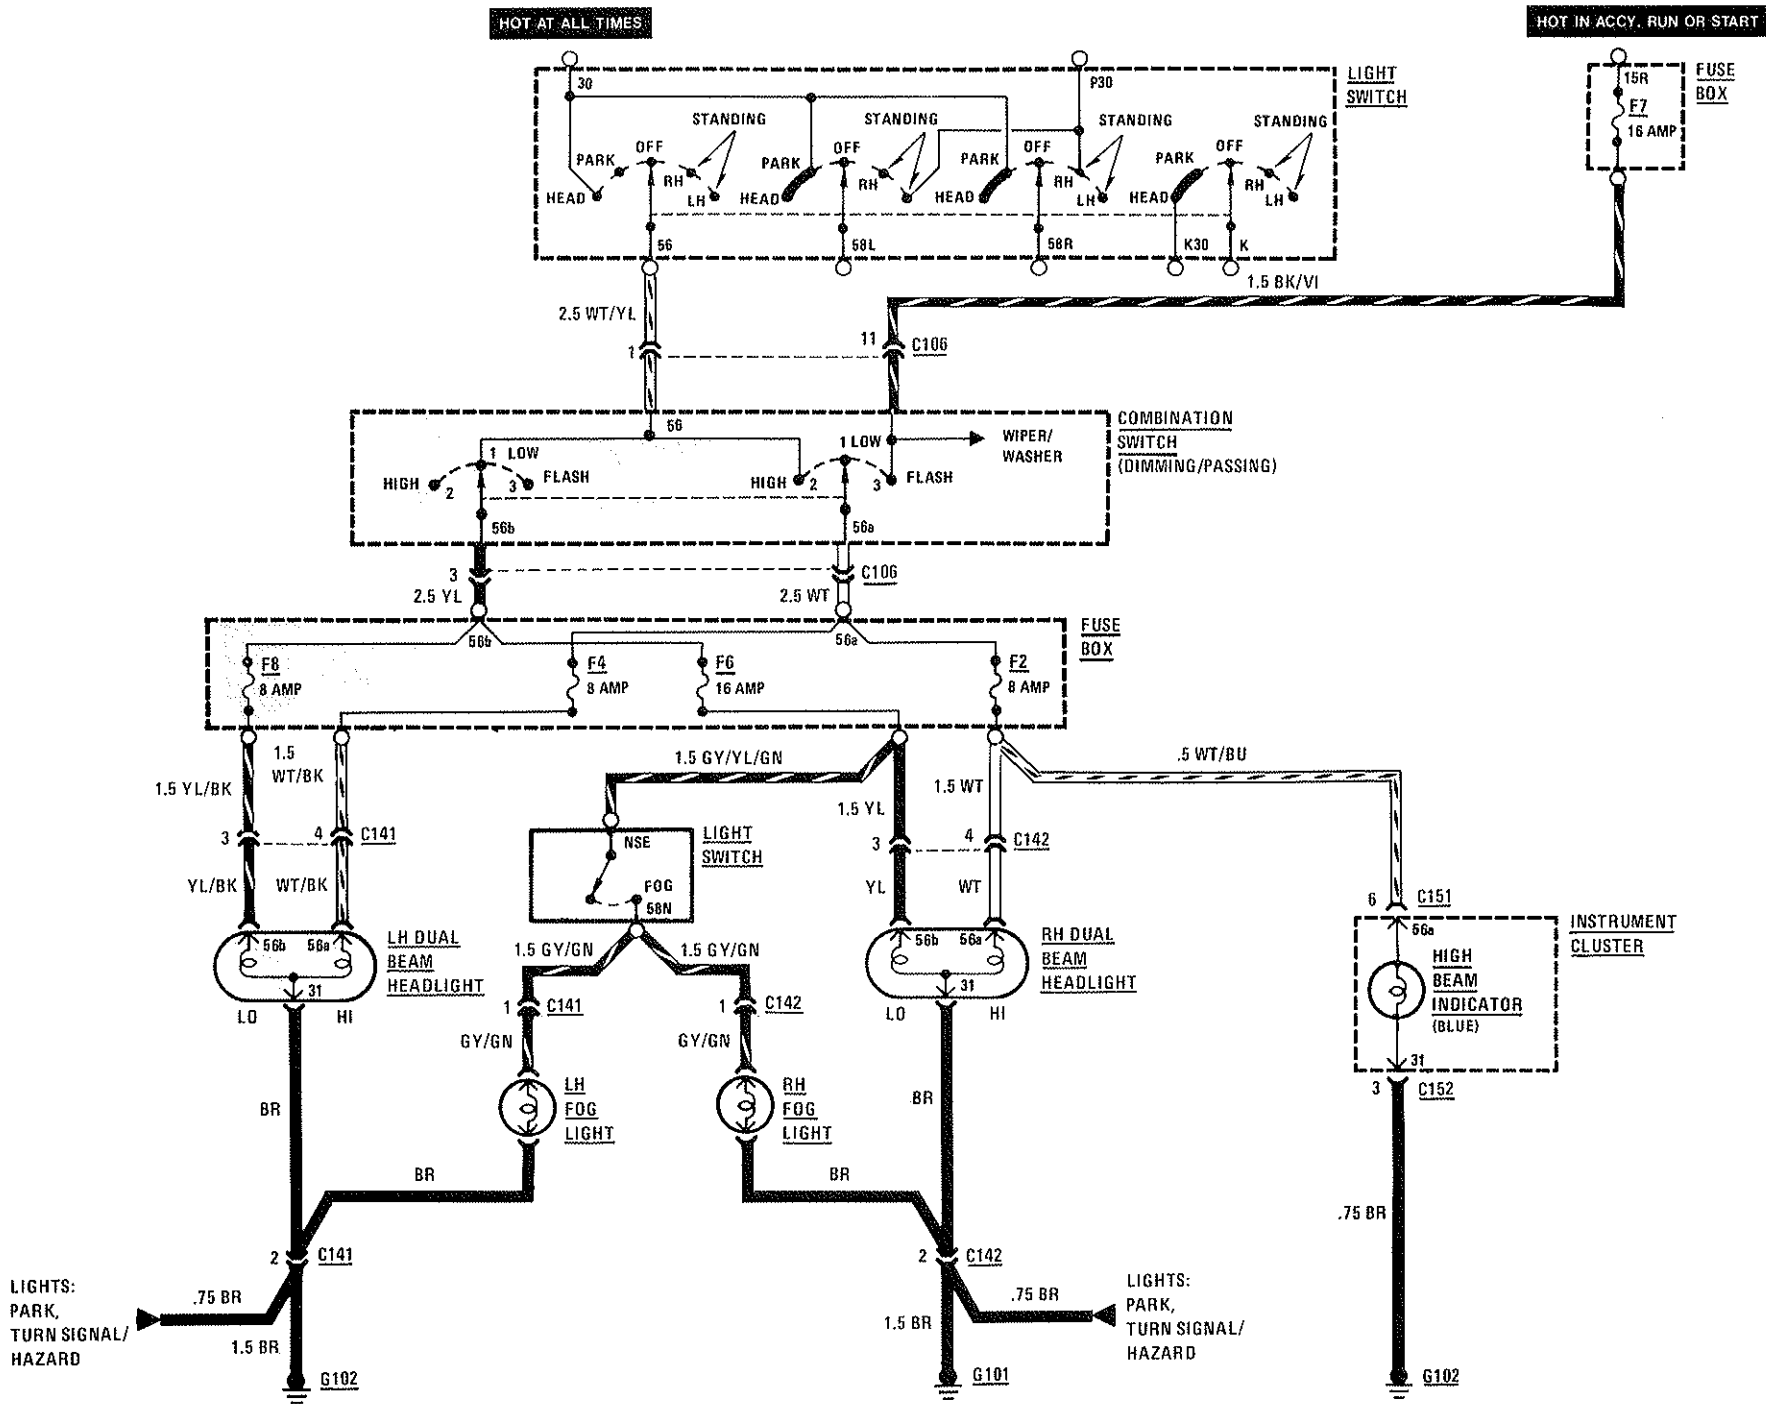 HOT AT ALL TIMES
HOT IN ACCY, RUN OR START
30
P30
LIGHT
SWITCH
15R
F7
16 AMP
FUSE
BOX
STANDING
STANDING
STANDING
STANDING
PARK
OFF
RH
HEAD
LH
PARK
OFF
RH
HEAD
PARK
OFF
RH
HEAD
LH
PARK
OFF
RH
HEAD
LH
56
58L
58R
K30
K
2.5 WT/YL
1.5 BK/VI
1
11
C106
56
1 LOW
HIGH
2
3
FLASH
56b
1 LOW
HIGH
2
3
FLASH
56a
WIPER/
WASHER
COMBINATION
SWITCH
(DIMMING/PASSING)
3
C106
2.5 YL
2.5 WT
56b
56a
FUSE
BOX
F8
8 AMP
F4
8 AMP
F6
16 AMP
F2
8 AMP
1.5 YL/BK
1.5
WT/BK
1.5 GY/YL/GN
1.5 YL
1.5 WT
.5 WT/BU
3
4
C141
YL/BK
WT/BK
NSE
FOG
58N
LIGHT
SWITCH
3
4
C142
YL
WT
6
C151
56b
56a
31
LO
HI
LH DUAL
BEAM
HEADLIGHT
1.5 GY/GN
1.5 GY/GN
56b
56a
31
LO
HI
RH DUAL
BEAM
HEADLIGHT
56a
HIGH
BEAM
INDICATOR
(BLUE)
31
INSTRUMENT
CLUSTER
1
C141
1
C142
GY/GN
GY/GN
LH
FOG
LIGHT
RH
FOG
LIGHT
3
C152
BR
BR
BR
BR
.75 BR
2
C141
2
C142
LIGHTS:
PARK,
TURN SIGNAL/
HAZARD
.75 BR
1.5 BR
G102
1.5 BR
.75 BR
LIGHTS:
PARK,
TURN SIGNAL/
HAZARD
G101
G102